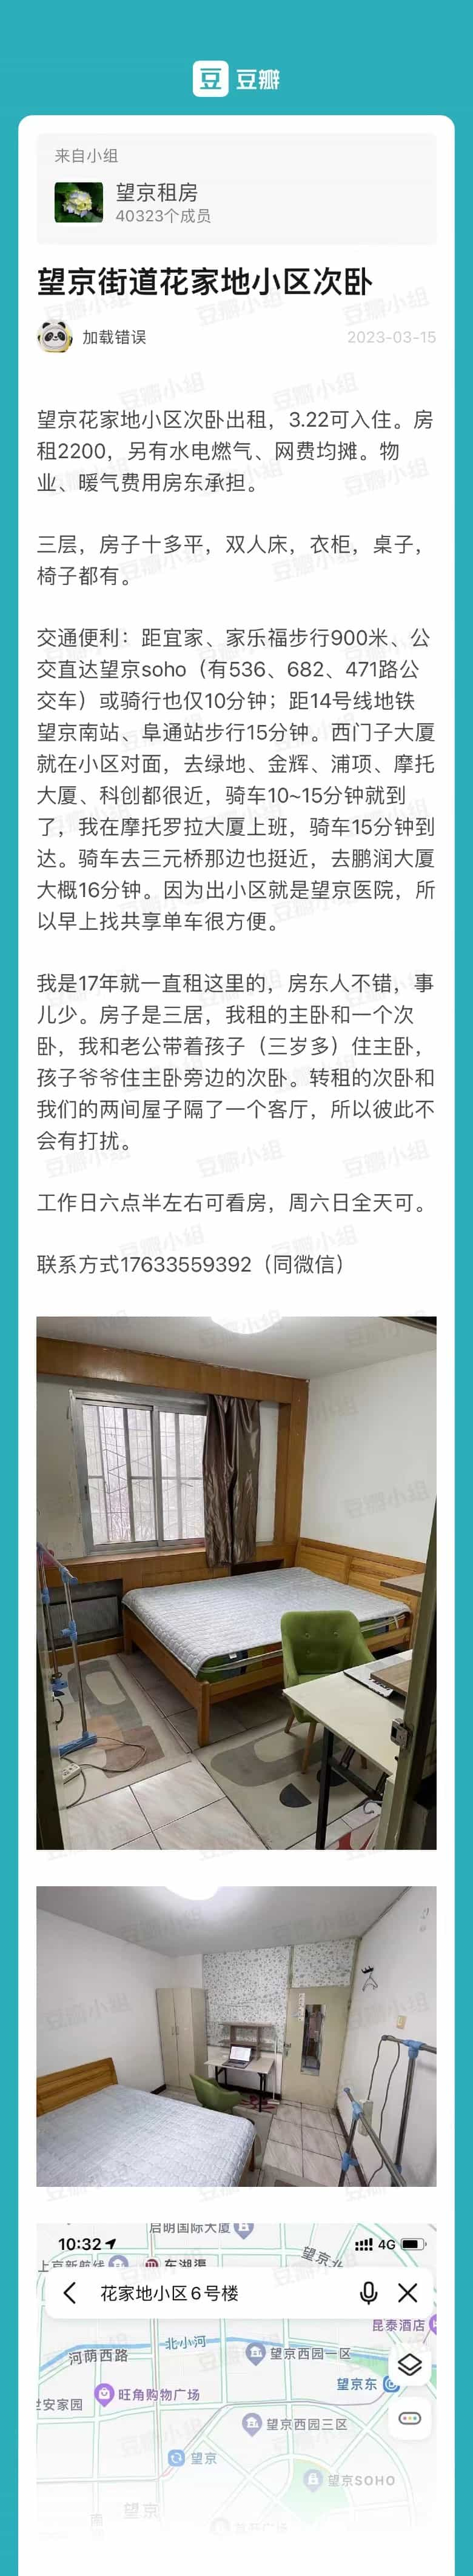 豆 豆瓣
来自小组
望京租房
40323个成员
望京街道花家地小区次卧
加载错误
2023-03-15
望京花家地小区次卧出租，3.22可入住。房
租2200，另有水电燃气、网费均摊。物
业、暖气费用房东承担。
三层，房子十多平，双人床，衣柜，桌子，
椅子都有。
交通便利：距宜家、家乐福步行900米、公
交直达望京soho（有536、682、471路公
交车）或骑行也仅10分钟；距14号线地铁
望京南站、阜通站步行15分钟。西门子大厦
就在小区对面，去绿地、金辉、浦项、摩托
大厦、科创都很近，骑车10~15分钟就到
了，我在摩托罗拉大厦上班，骑车15分钟到
达。骑车去三元桥那边也挺近，去鹏润大厦
大概16分钟。因为出小区就是望京医院，所
以早上找共享单车很方便。
我是17年就一直租这里的，房东人不错，事
儿少。房子是三居，我租的主卧和一个次
卧，我和老公带着孩子（三岁多）住主卧，
孩子爷爷住主卧旁边的次卧。转租的次卧和
我们的两间屋子隔了一个客厅，所以彼此不
会有打扰。
工作日六点半左右可看房，周六日全天可。
联系方式17633559392（同微信）
启明国际大厦
10:32
4G
上京新航线
东湖渠
花家地小区6号楼
昆泰酒店
北小河
河荫西路
望京西园一区
望京东
旺角购物广场
世安家园
望京西园三区
望京
望京SOHO
望京
豆瓣小组